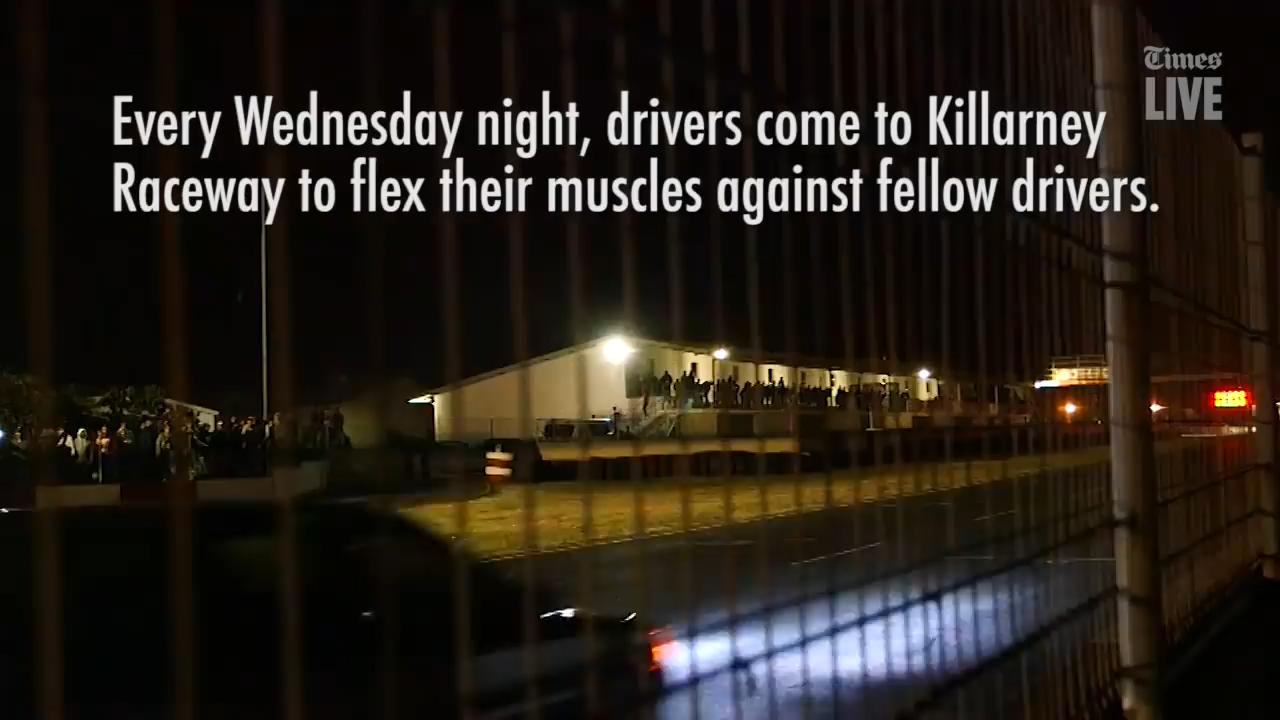 Times
LIVE
Every Wednesday night, drivers come to Killarney
Raceway to flex their muscles against fellow drivers.